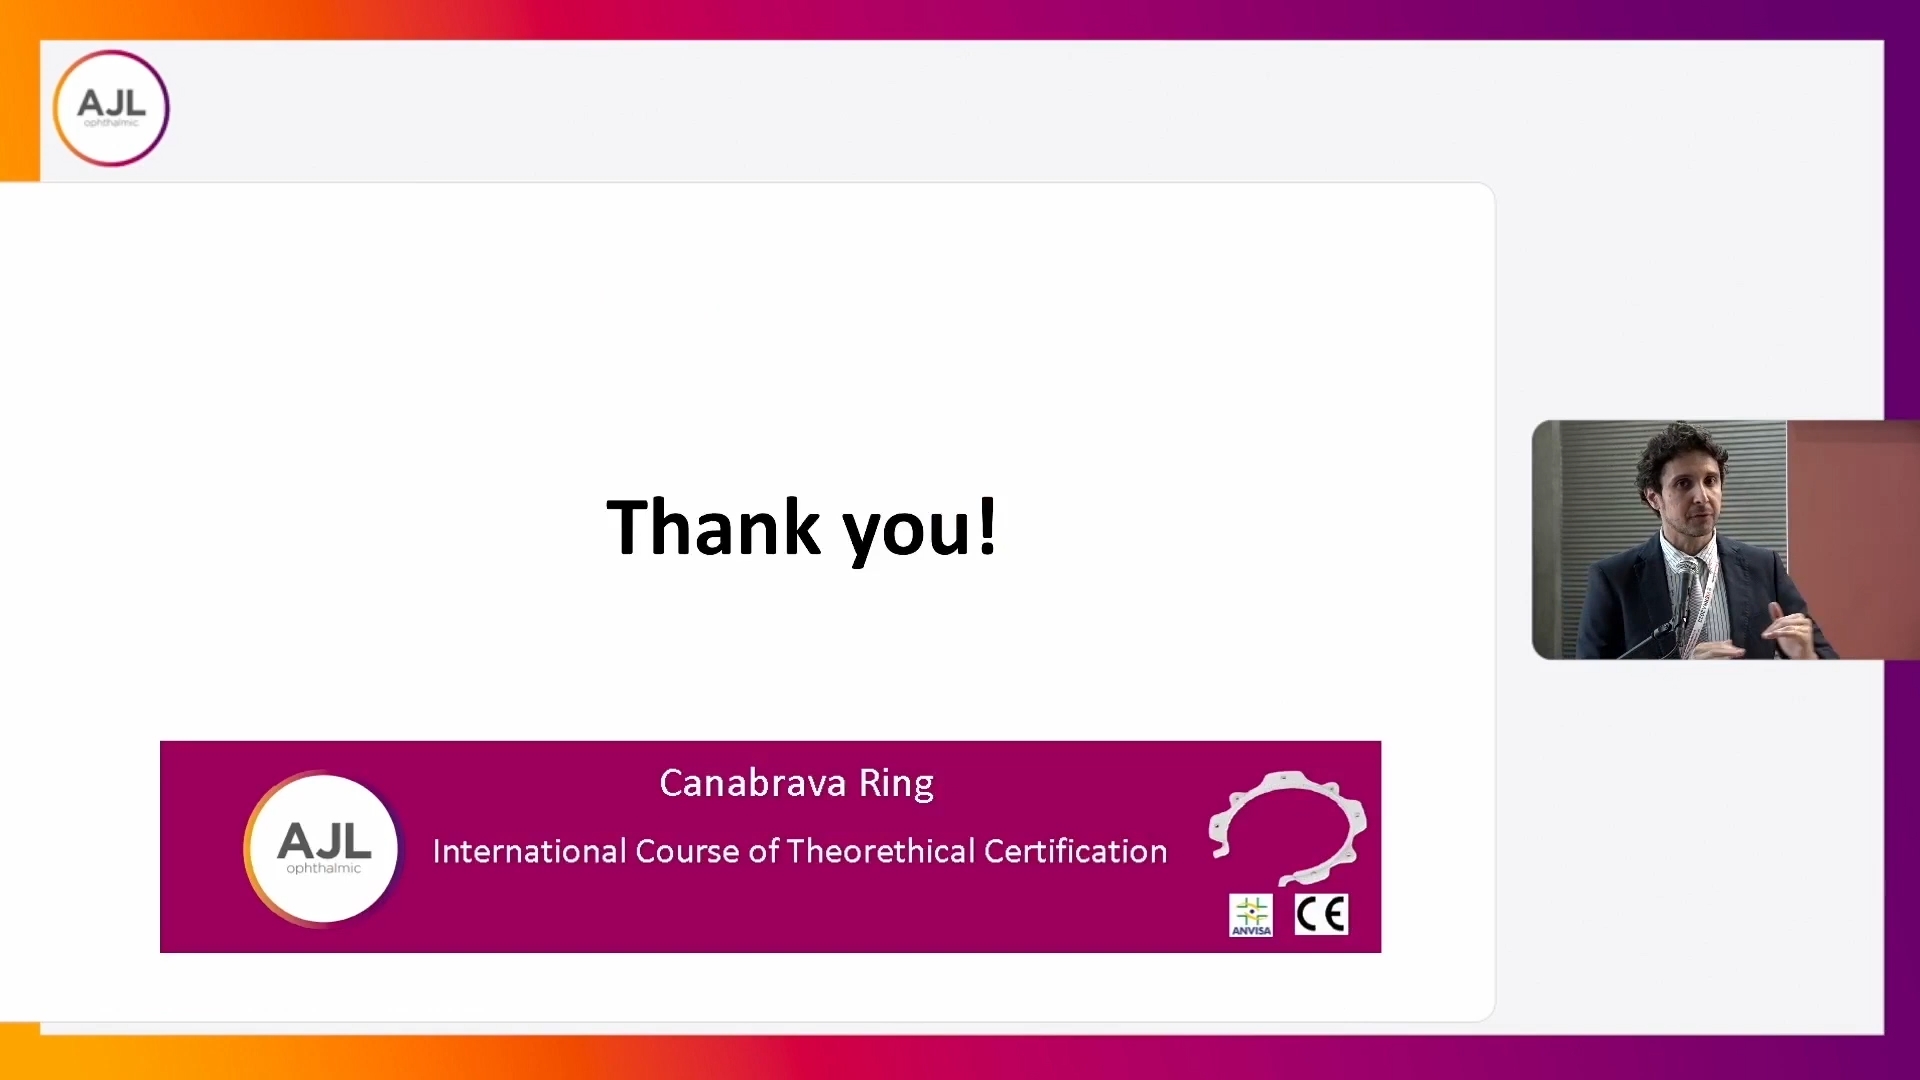 AJL
ophthalmic
Thank you!
Canabrava Ring
AJL
ophthalmic
International Course of Theorethical Certification
ANVISA
CE